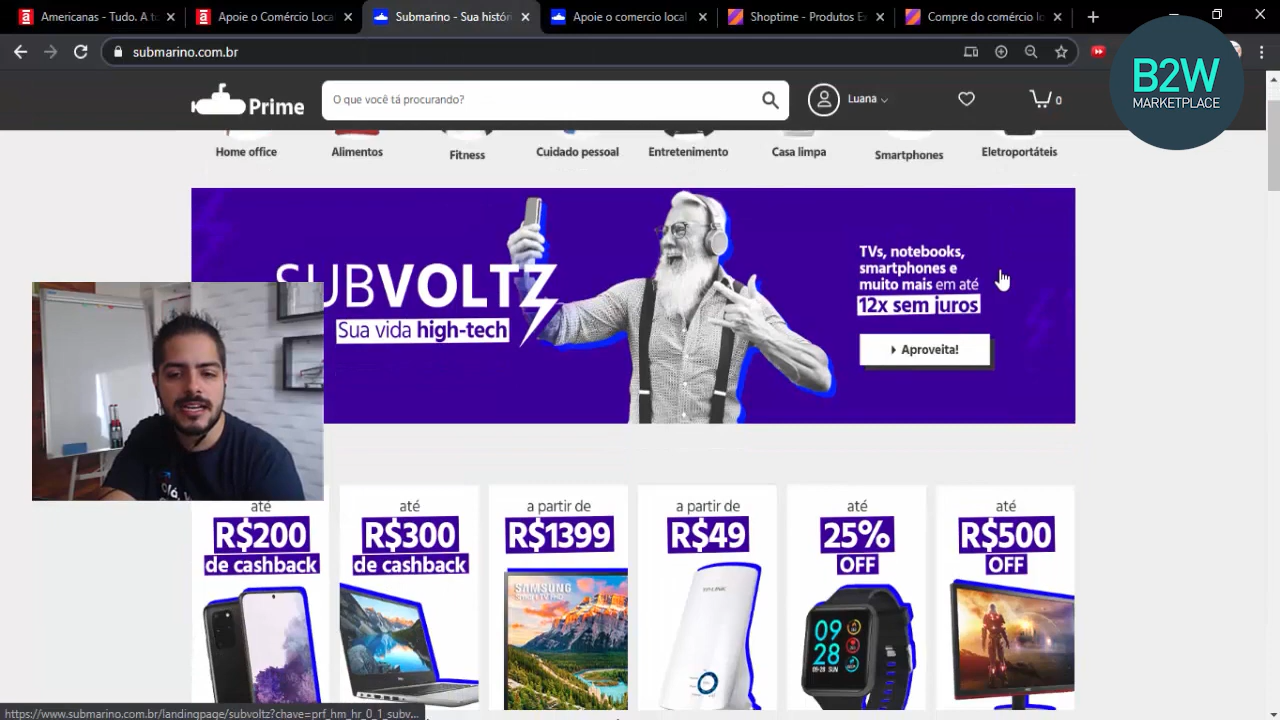 Americanas - Tudo. A to
Apoie o Comércio Loca
Submarino - Sua histór
Apoie o comercio local
Shoptime - Produtos Ex
Compre do comércio lo
submarino.com.br
B2W
MARKETPLACE
Prime
O que você tá procurando?
Luana
0
Home office
Alimentos
Fitness
Cuidado pessoal
Entretenimento
Casa limpa
Smartphones
Eletroportáteis
SUBVOLTZ
Sua vida high-tech
TVs, notebooks,
smartphones e
muito mais em até
12x sem juros
Aproveita!
até
R$200
de cashback
até
R$300
de cashback
a partir de
R$1399
SAMSUNG
a partir de
R$49
até
25%
OFF
09
28
até
R$500
OFF
https://www.submarino.com.br/landingpage/subvoltz?chave=prf_hm_hr_0_1_subv...